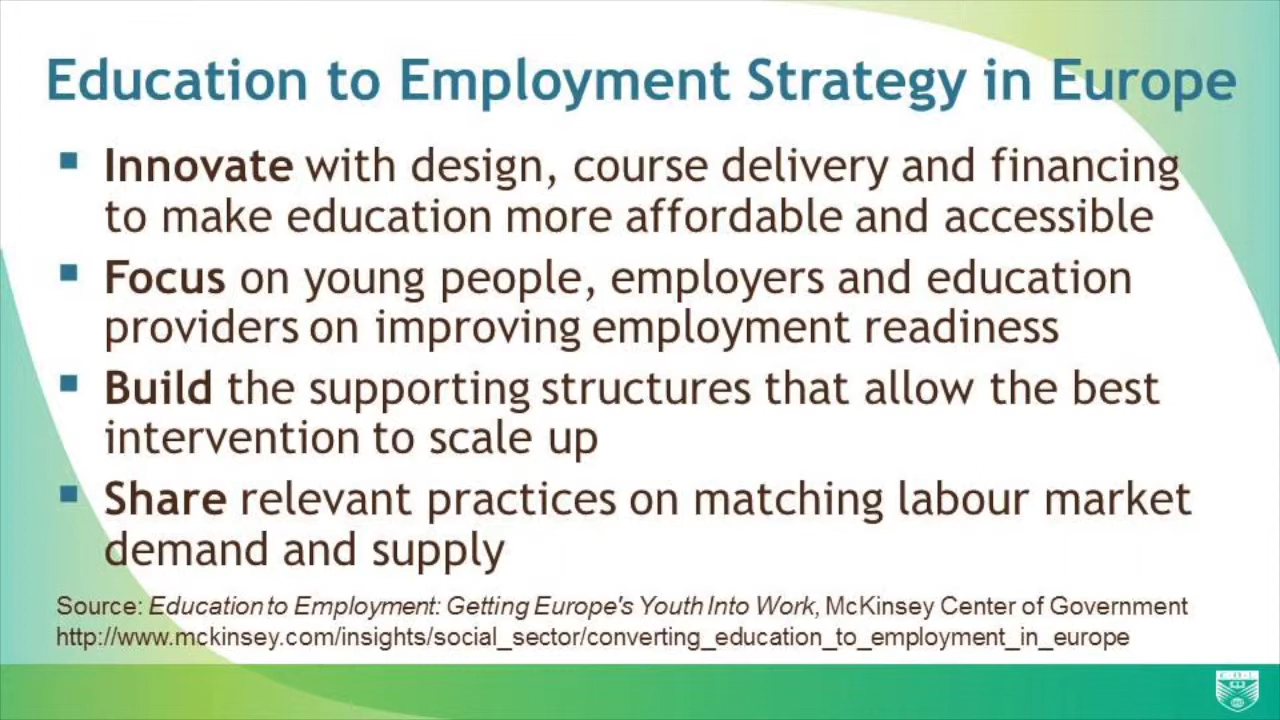 Education to Employment Strategy in Europe
Innovate with design, course delivery and financing
to make education more affordable and accessible
Focus on young people, employers and education
providers on improving employment readiness
Build the supporting structures that allow the best
intervention to scale up
Share relevant practices on matching labour market
demand and supply
Source: Education to Employment: Getting Europe's Youth Into Work, McKinsey Center of Government
http://www.mckinsey.com/insights/social_sector/converting_education_to_employment_in_europe